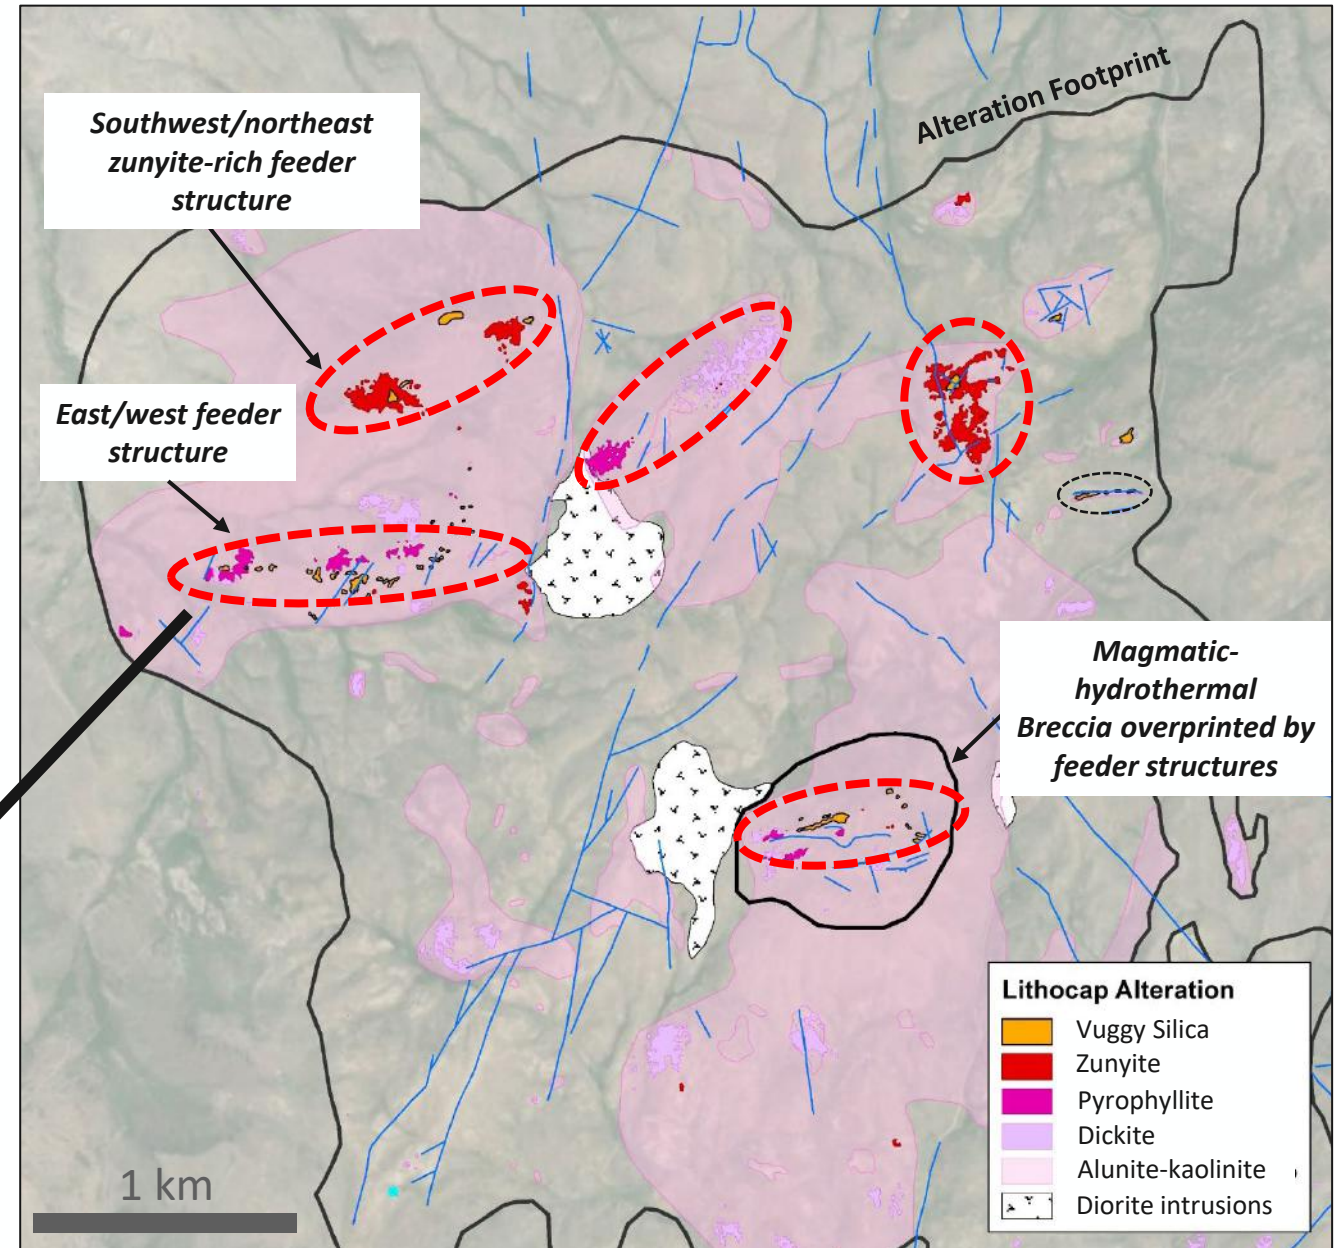 Alteration Footprint
Southwest/northeast
zunyite-rich feeder
structure
East/west feeder
structure
Magmatic-
hydrothermal
Breccia overprinted by
feeder structures
Lithocap Alteration
Vuggy Silica
Zunyite
Pyrophyllite
Dickite
Alunite-kaolinite
Diorite intrusions
1 km